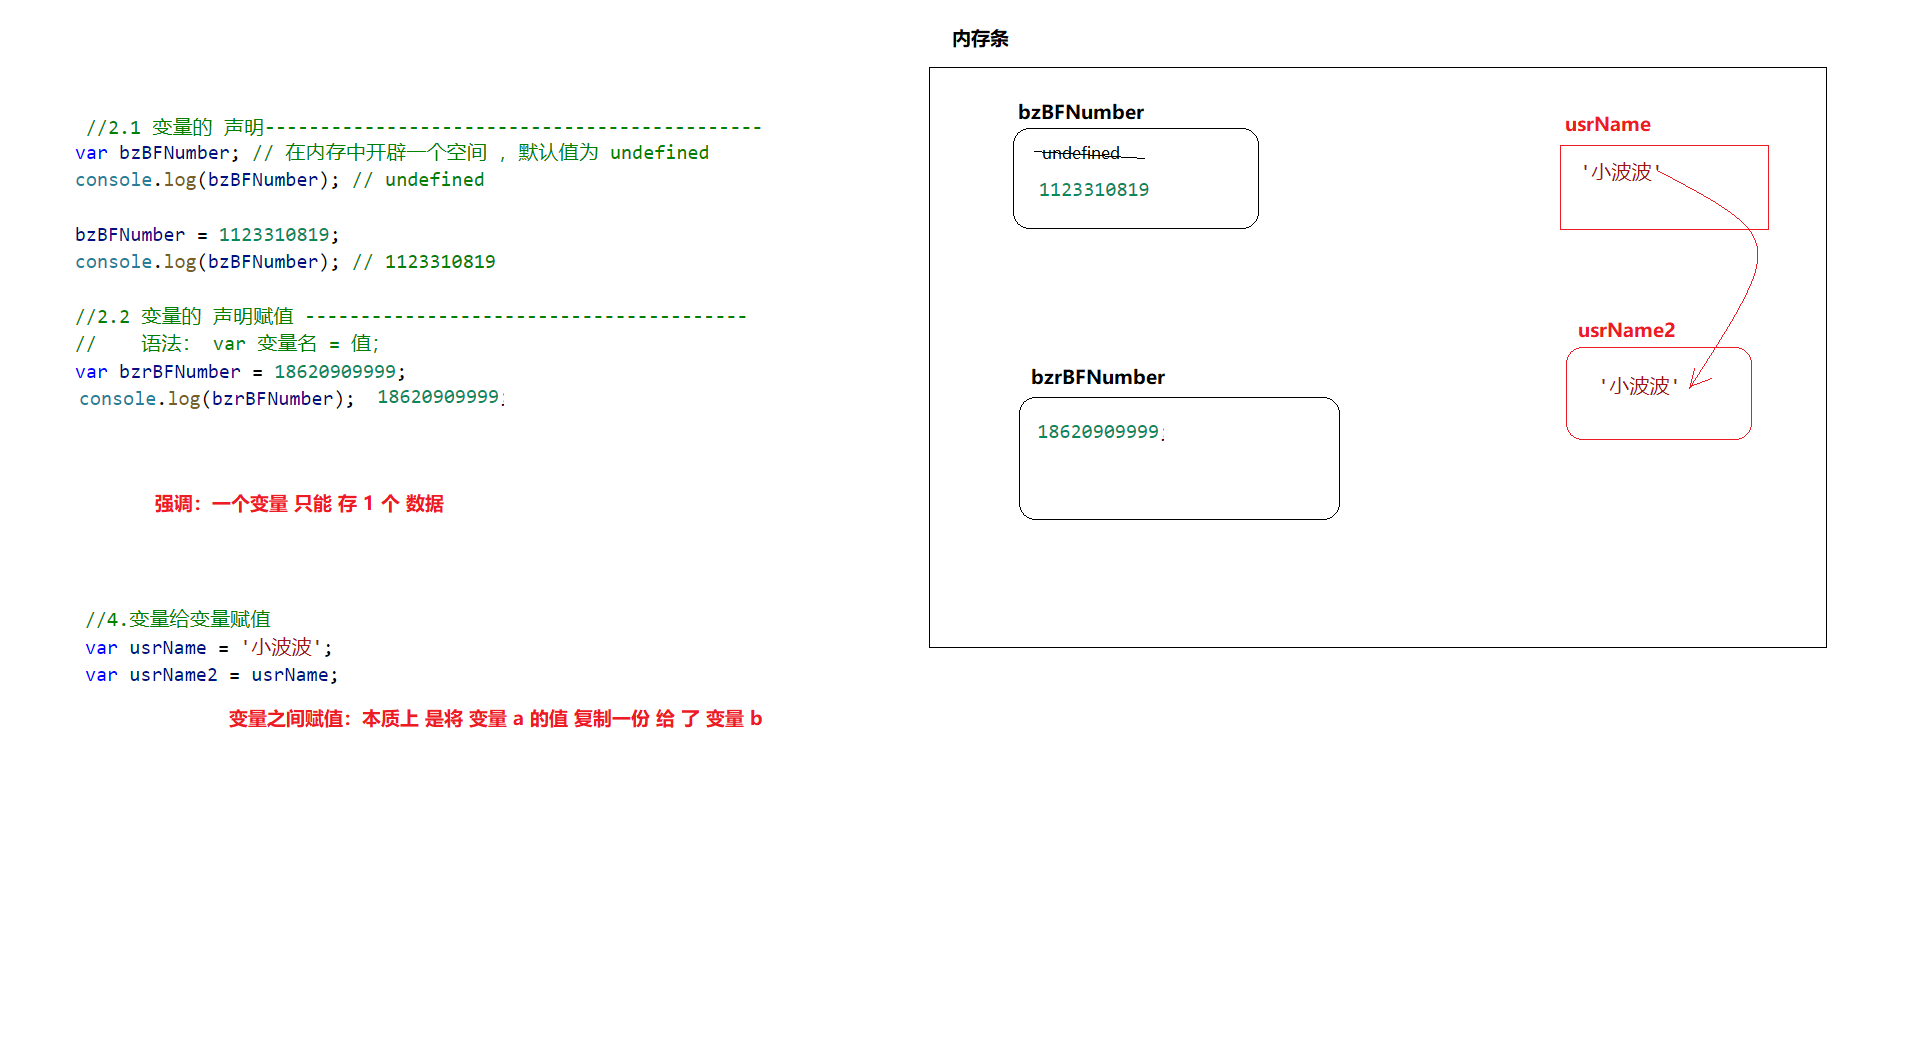 //2.1 变量的 声明---------------------------------------------
var bzBFNumber; // 在内存中开辟一个空间 , 默认值为 undefined
console.log(bzBFNumber); // undefined
bzBFNumber = 1123310819;
console.log(bzBFNumber); // 1123310819
//2.2 变量的 声明赋值 ----------------------------------------
// 语法: var 变量名 = 值;
var bzrBFNumber = 18620909999;
console.log(bzrBFNumber); 18620909999;
强调：一个变量 只能 存 1 个 数据
//4.变量给变量赋值
var usrName = '小波波';
var usrName2 = usrName;
变量之间赋值：本质上 是将 变量 a 的值 复制一份 给 了 变量 b
内存条
bzBFNumber
undefined
1123310819
bzrBFNumber
18620909999;
usrName
'小波波'
usrName2
'小波波'